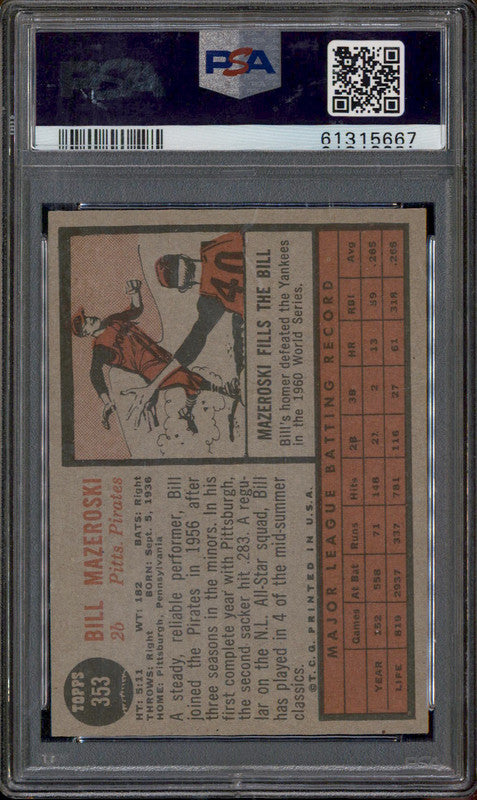 PSA
61315667
TOPPS
353
BILL MAZEROSKI
2b Pitts. Pirates
HT: 5:11 WT: 182 BATS: Right
THROWS: Right BORN: Sept. 5, 1936
HOME: Pittsburgh, Pennsylvania
A steady, reliable performer, Bill
joined the Pirates in 1956 after
three seasons in the minors. In his
first complete year with Pittsburgh,
the second sacker hit .283. A regu-
lar on the N.L. All-Star squad, Bill
has played in 4 of the mid-summer
classics.
©T.C.G. PRINTED IN U.S.A.
40
MAZEROSKI FILLS THE BILL
Bill's homer defeated the Yankees
in the 1960 World Series.
MAJOR LEAGUE BATTING RECORD
Games At Bat Runs Hits 2B 3B HR RBI Avg
YEAR 152 558 71 148 21 2 13 59 .265
LIFE 819 2937 337 781 116 27 61 318 .266
PSA